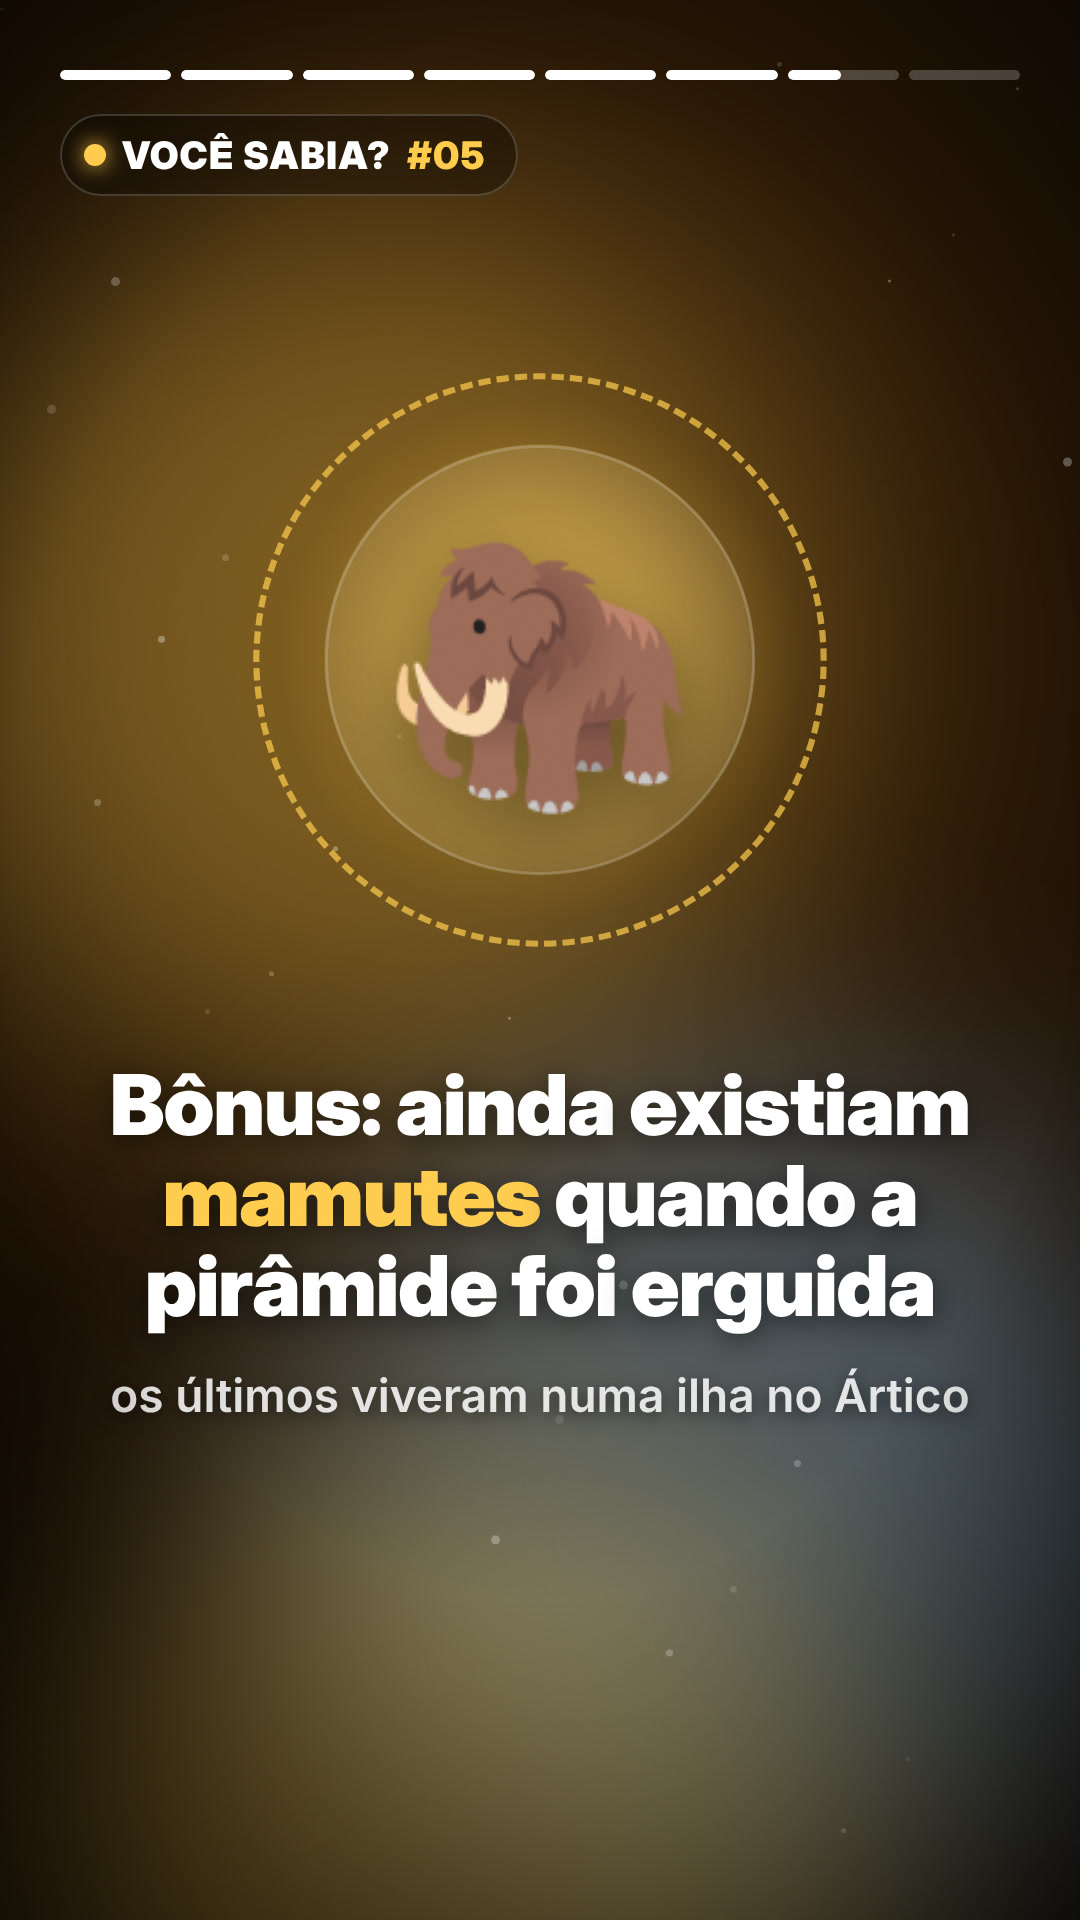 VOCÊ SABIA? #05
Bônus: ainda existiam
mamutes quando a
pirâmide foi erguida
os últimos viveram numa ilha no Ártico